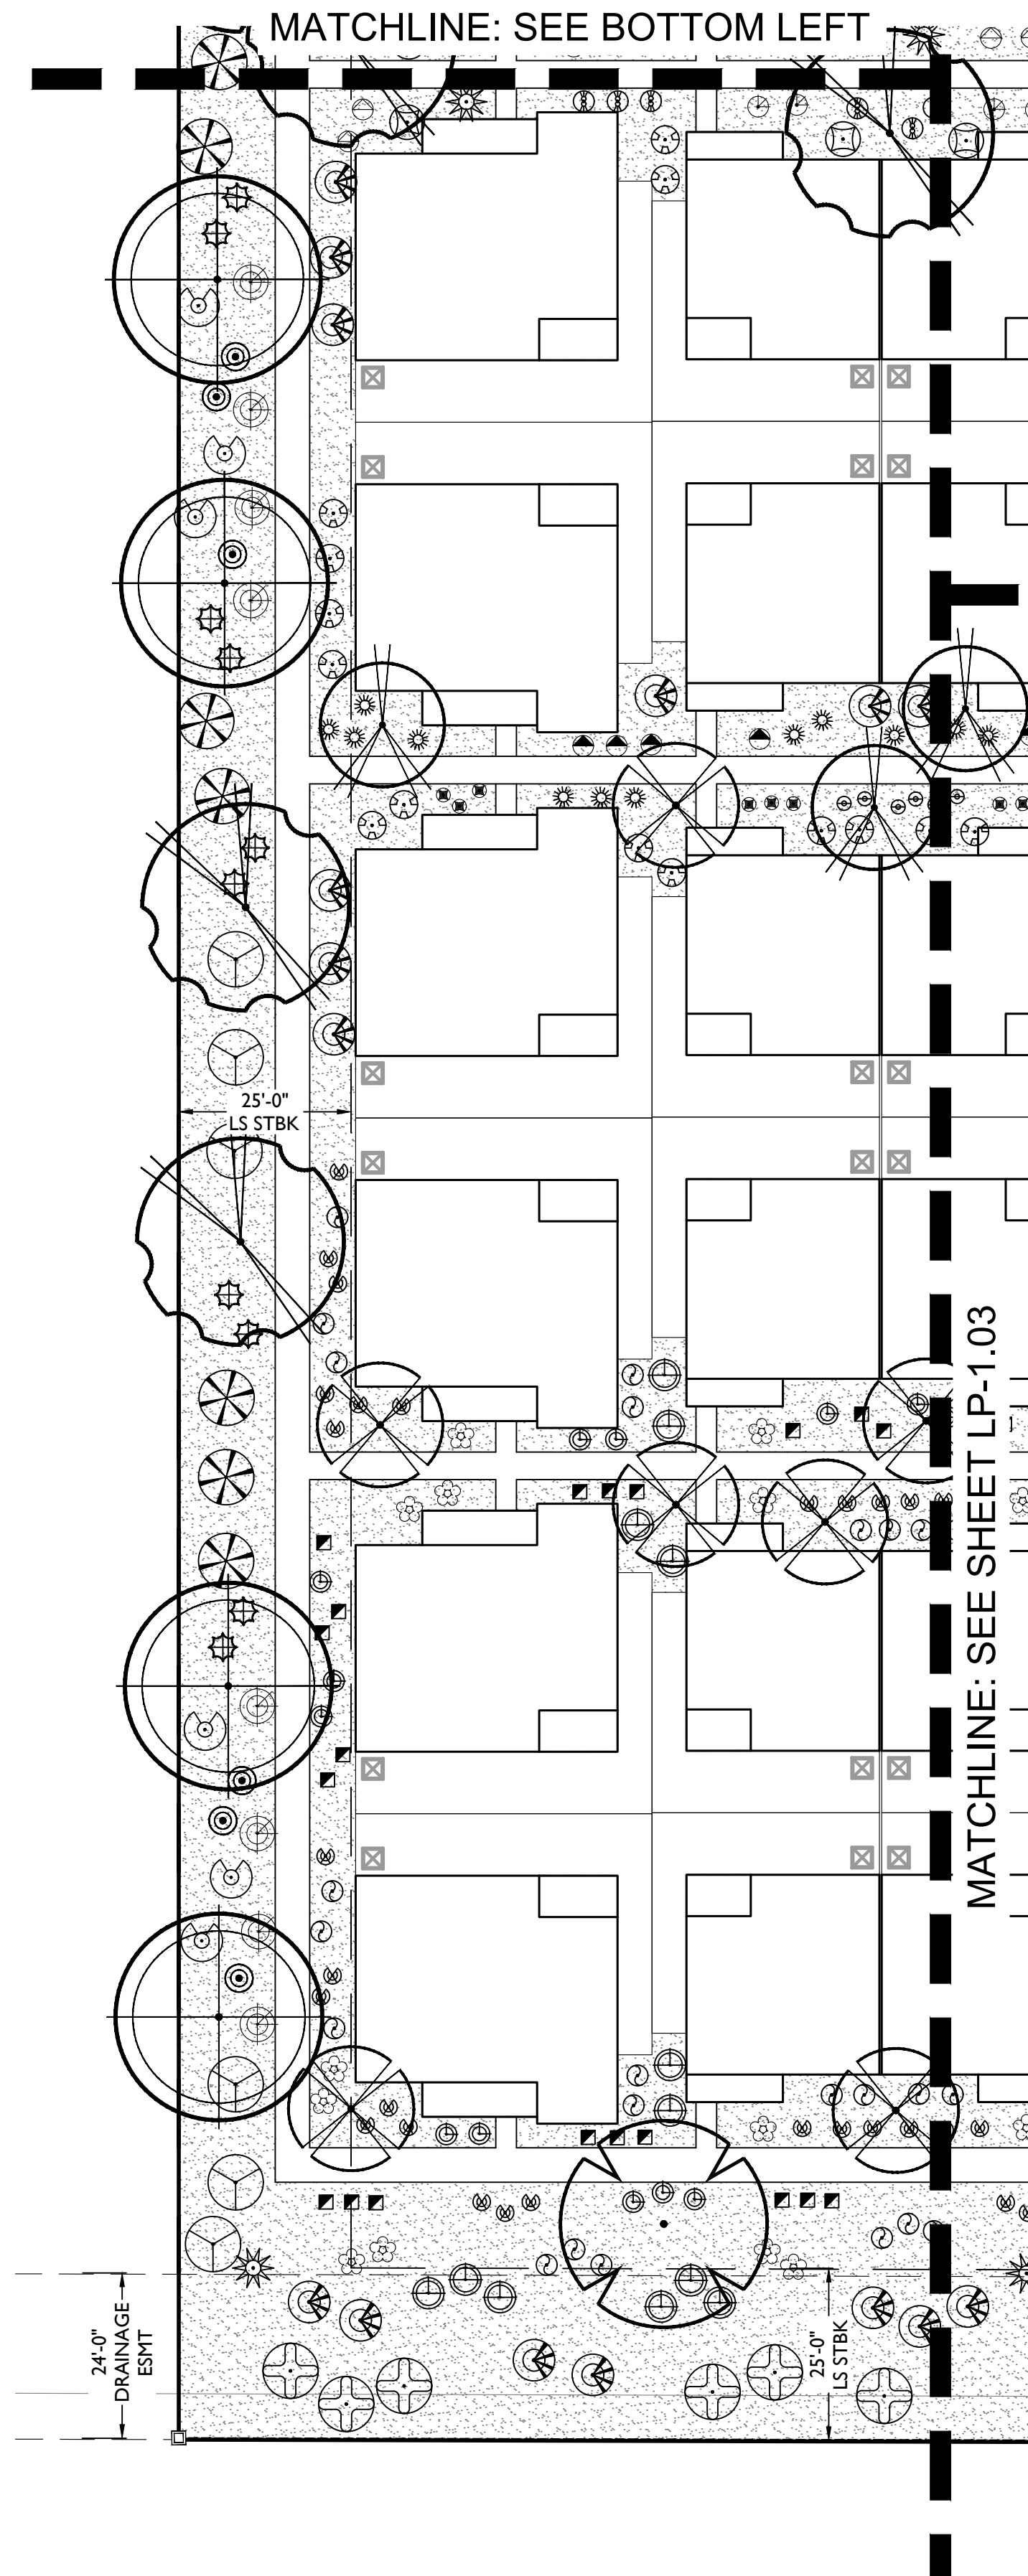 MATCHLINE: SEE BOTTOM LEFT
25'-0"
LS STBK
MATCHLINE: SEE SHEET LP-1.03
24'-0"
DRAINAGE
ESMT
25'-0"
LS STBK